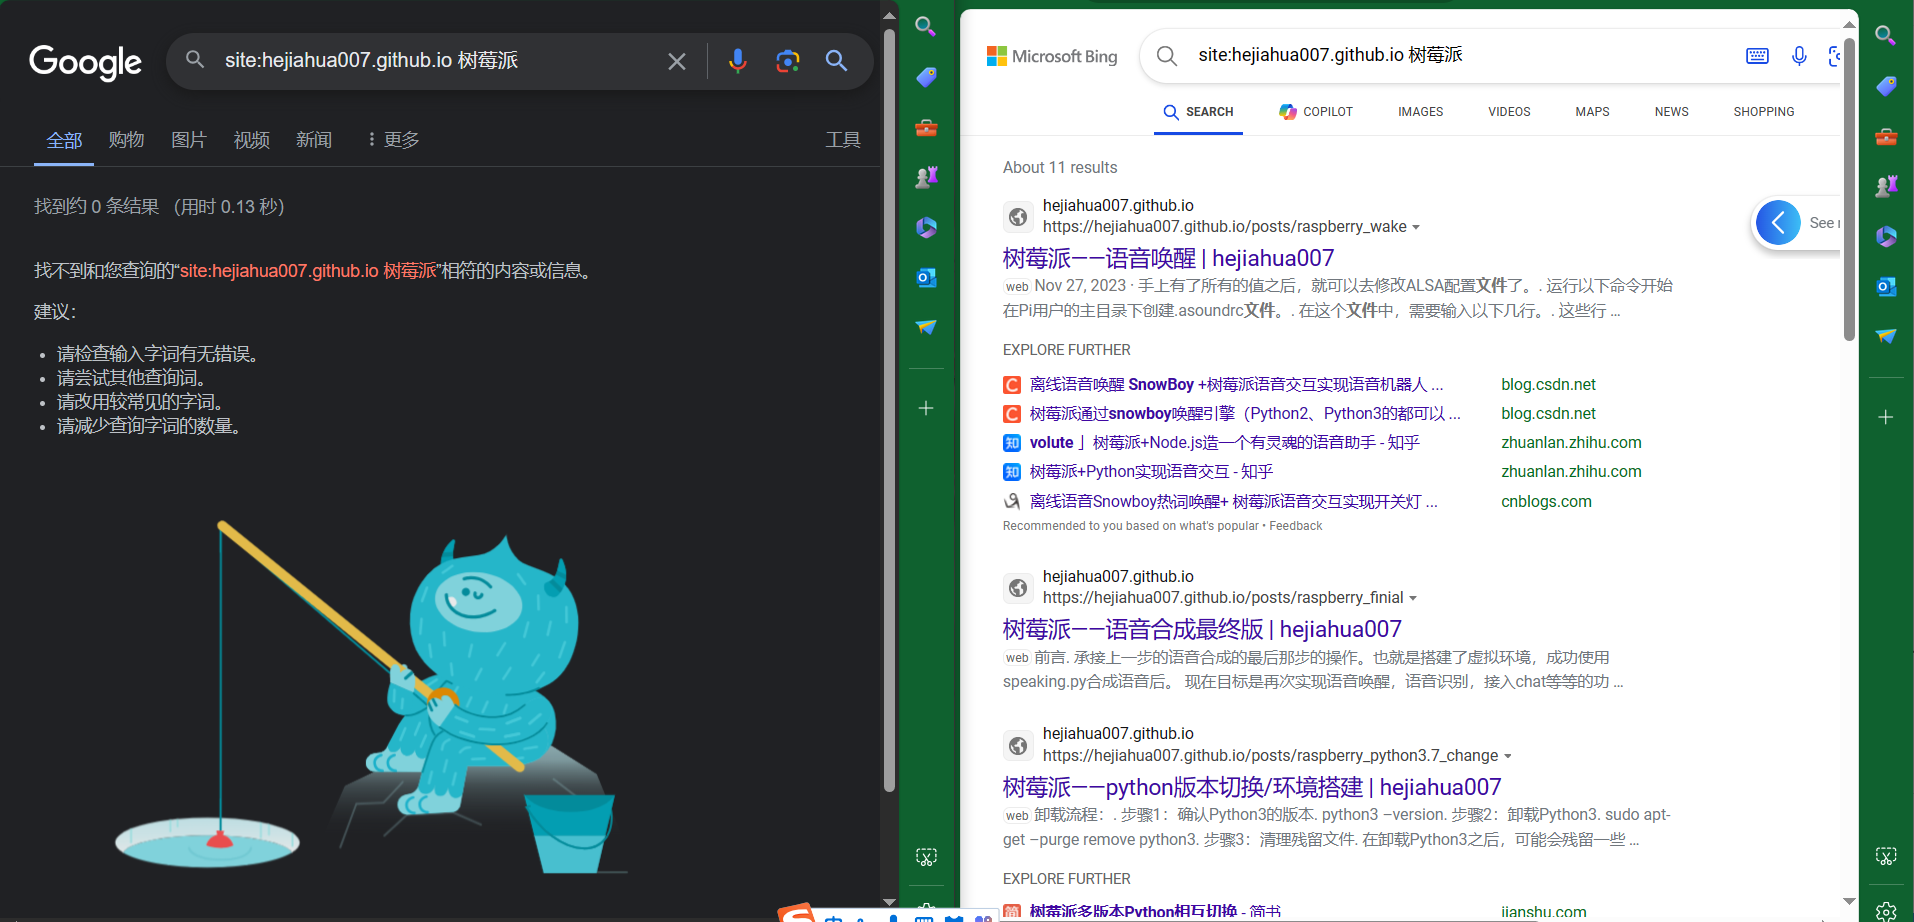 Google
site:hejiahua007.github.io 树莓派
全部 购物 图片 视频 新闻 更多 工具
找到约 0 条结果 （用时 0.13 秒）
找不到和您查询的“site:hejiahua007.github.io 树莓派”相符的内容或信息。
建议：
请检查输入字词有无错误。
请尝试其他查询词。
请改用较常见的字词。
请减少查询字词的数量。
Microsoft Bing
site:hejiahua007.github.io 树莓派
SEARCH COPILOT IMAGES VIDEOS MAPS NEWS SHOPPING
About 11 results
See
hejiahua007.github.io
https://hejiahua007.github.io/posts/raspberry_wake
树莓派——语音唤醒 | hejiahua007
web Nov 27, 2023 · 手上有了所有的值之后，就可以去修改ALSA配置文件了。. 运行以下命令开始
在Pi用户的主目录下创建.asoundrc文件。. 在这个文件中，需要输入以下几行。. 这些行 ...
EXPLORE FURTHER
离线语音唤醒 SnowBoy +树莓派语音交互实现语音机器人 ... blog.csdn.net
树莓派通过snowboy唤醒引擎（Python2、Python3的都可以 ... blog.csdn.net
知 volute 」树莓派+Node.js造一个有灵魂的语音助手 - 知乎 zhuanlan.zhihu.com
知 树莓派+Python实现语音交互 - 知乎 zhuanlan.zhihu.com
离线语音Snowboy热词唤醒+ 树莓派语音交互实现开关灯 ... cnblogs.com
Recommended to you based on what's popular • Feedback
hejiahua007.github.io
https://hejiahua007.github.io/posts/raspberry_finial
树莓派——语音合成最终版 | hejiahua007
web 前言. 承接上一步的语音合成的最后那步的操作。也就是搭建了虚拟环境，成功使用
speaking.py合成语音后。 现在目标是再次实现语音唤醒，语音识别，接入chat等等的功 ...
hejiahua007.github.io
https://hejiahua007.github.io/posts/raspberry_python3.7_change
树莓派——python版本切换/环境搭建 | hejiahua007
web 卸载流程：. 步骤1：确认Python3的版本. python3 –version. 步骤2：卸载Python3. sudo apt-
get –purge remove python3. 步骤3：清理残留文件. 在卸载Python3之后，可能会残留一些 ...
EXPLORE FURTHER
简 树莓派多版本Python相互切换 - 简书 jianshu.com